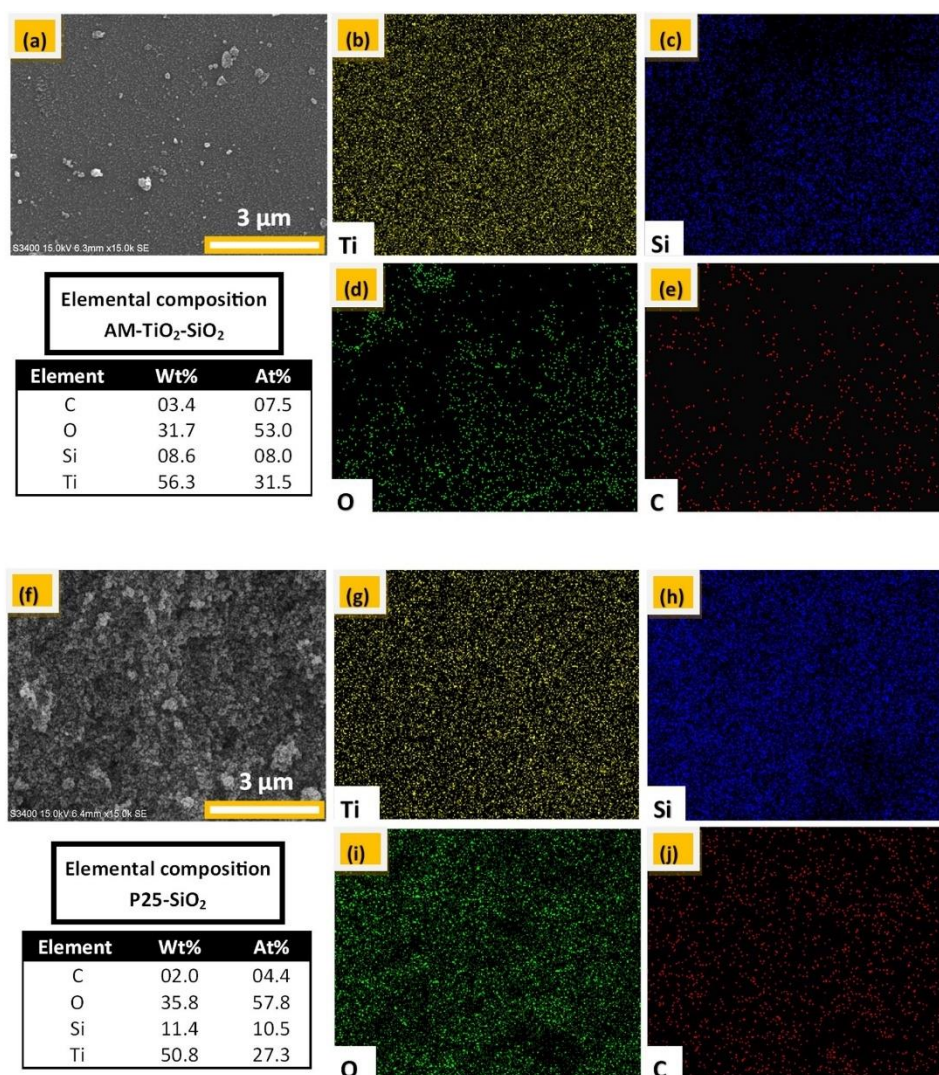 (a)
(b)
(c)
3 µm
S3400 15.0kV 6.3mm x15.0k SE
Ti
Si
(d)
(e)
Elemental composition
AM-TiO₂-SiO₂
Element Wt% At%
C 03.4 07.5
O 31.7 53.0
Si 08.6 08.0
Ti 56.3 31.5
O
C
(f)
(g)
(h)
3 µm
S3400 15.0kV 6.4mm x15.0k SE
Ti
Si
(i)
(j)
Elemental composition
P25-SiO₂
Element Wt% At%
C 02.0 04.4
O 35.8 57.8
Si 11.4 10.5
Ti 50.8 27.3
O
C